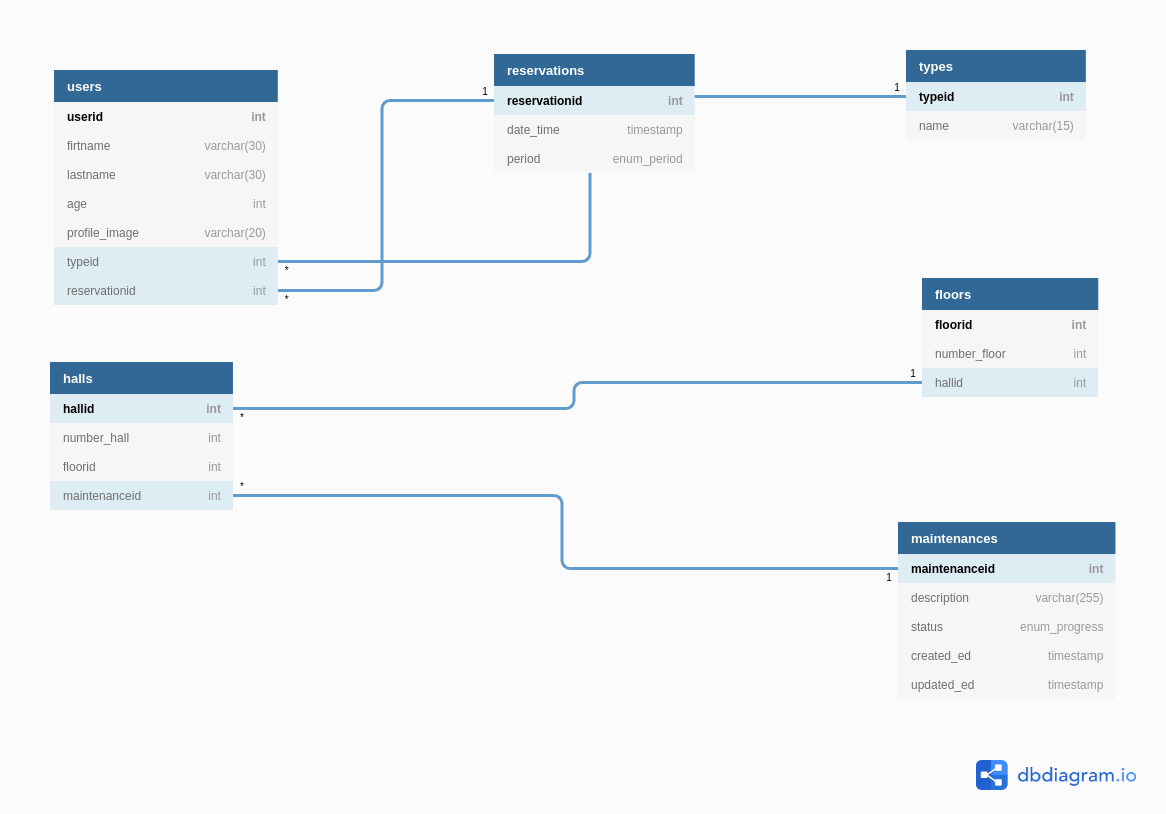 users
userid int
firtname varchar(30)
lastname varchar(30)
age int
profile_image varchar(20)
typeid int
*
reservationid int
*
1
reservations
reservationid int
date_time timestamp
period enum_period
1
types
typeid int
name varchar(15)
halls
hallid int
*
number_hall int
floorid int
maintenanceid int
*
floors
floorid int
number_floor int
1
hallid int
maintenances
maintenanceid int
1
description varchar(255)
status enum_progress
created_ed timestamp
updated_ed timestamp
dbdiagram.io